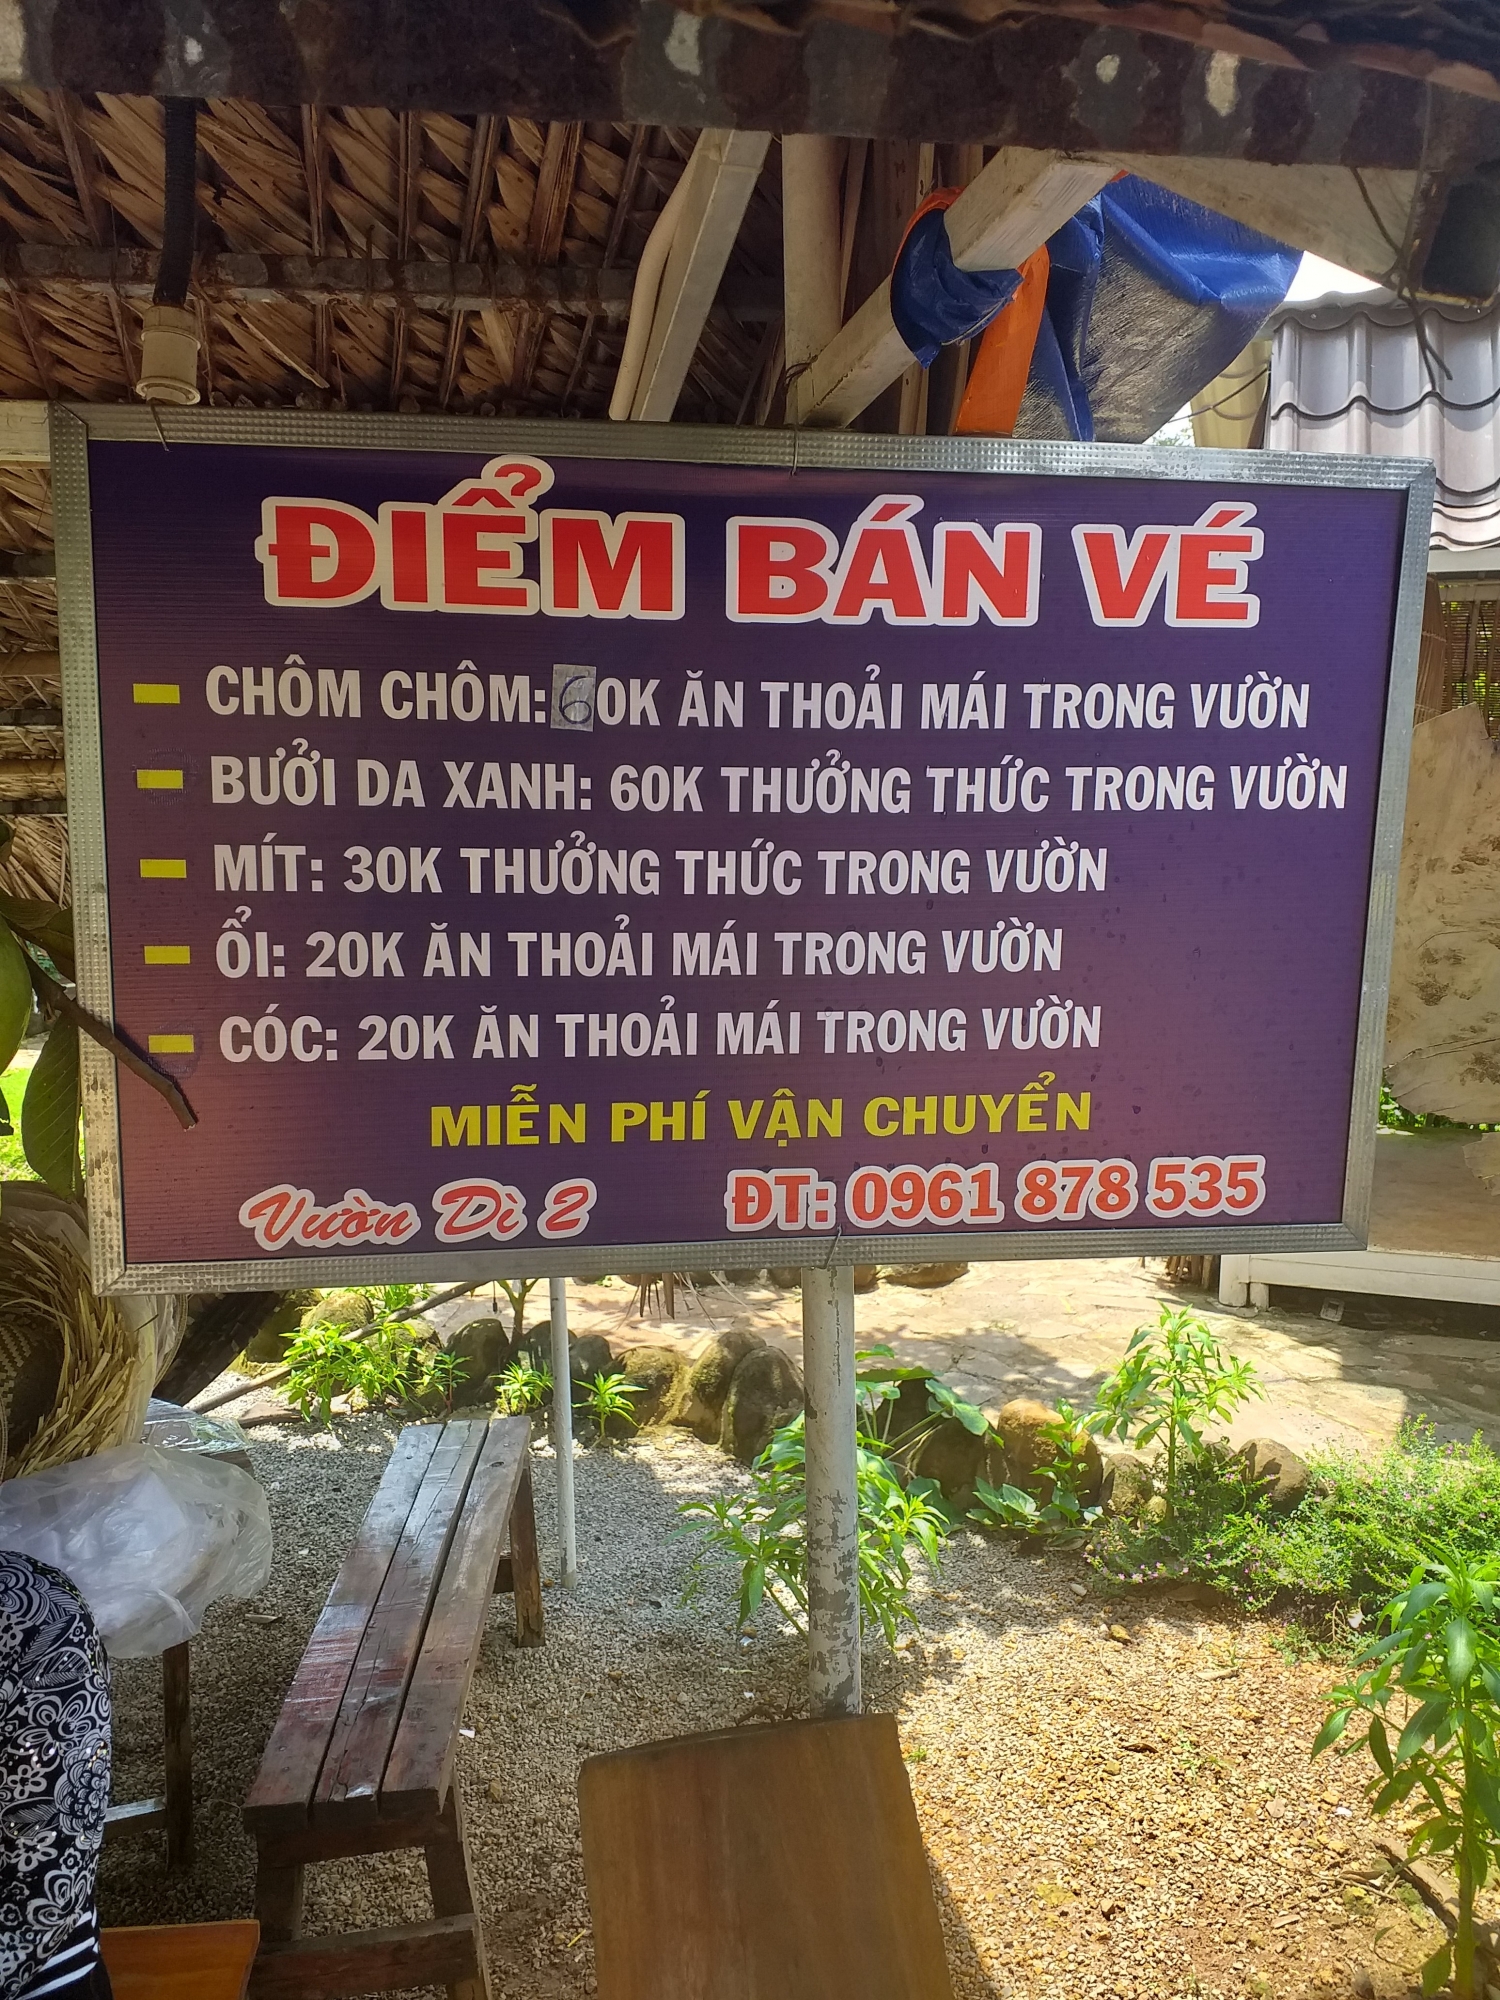 ĐIỂM BÁN VÉ
CHÔM CHÔM: 60K ĂN THOẢI MÁI TRONG VƯỜN
BƯỞI DA XANH: 60K THƯỞNG THỨC TRONG VƯỜN
MÍT: 30K THƯỞNG THỨC TRONG VƯỜN
ỔI: 20K ĂN THOẢI MÁI TRONG VƯỜN
CÓC: 20K ĂN THOẢI MÁI TRONG VƯỜN
MIỄN PHÍ VẬN CHUYỂN
Vườn Dì 2 ĐT: 0961 878 535